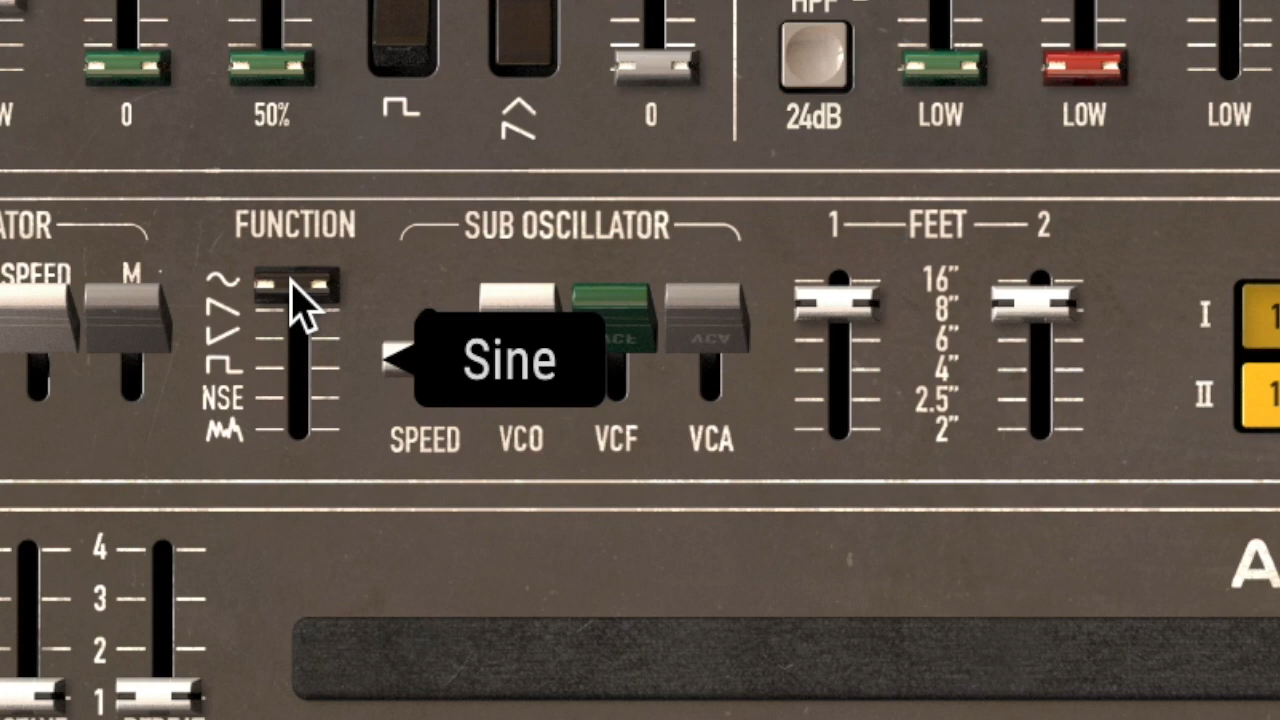 HPF
0 50% 0 24dB LOW LOW LOW
FUNCTION SUB OSCILLATOR 1 FEET 2
SPEED M
16"
8"
6"
4"
2.5"
2"
NSE
Sine
I
II
SPEED VCO VCF VCA
4
3
2
1
A